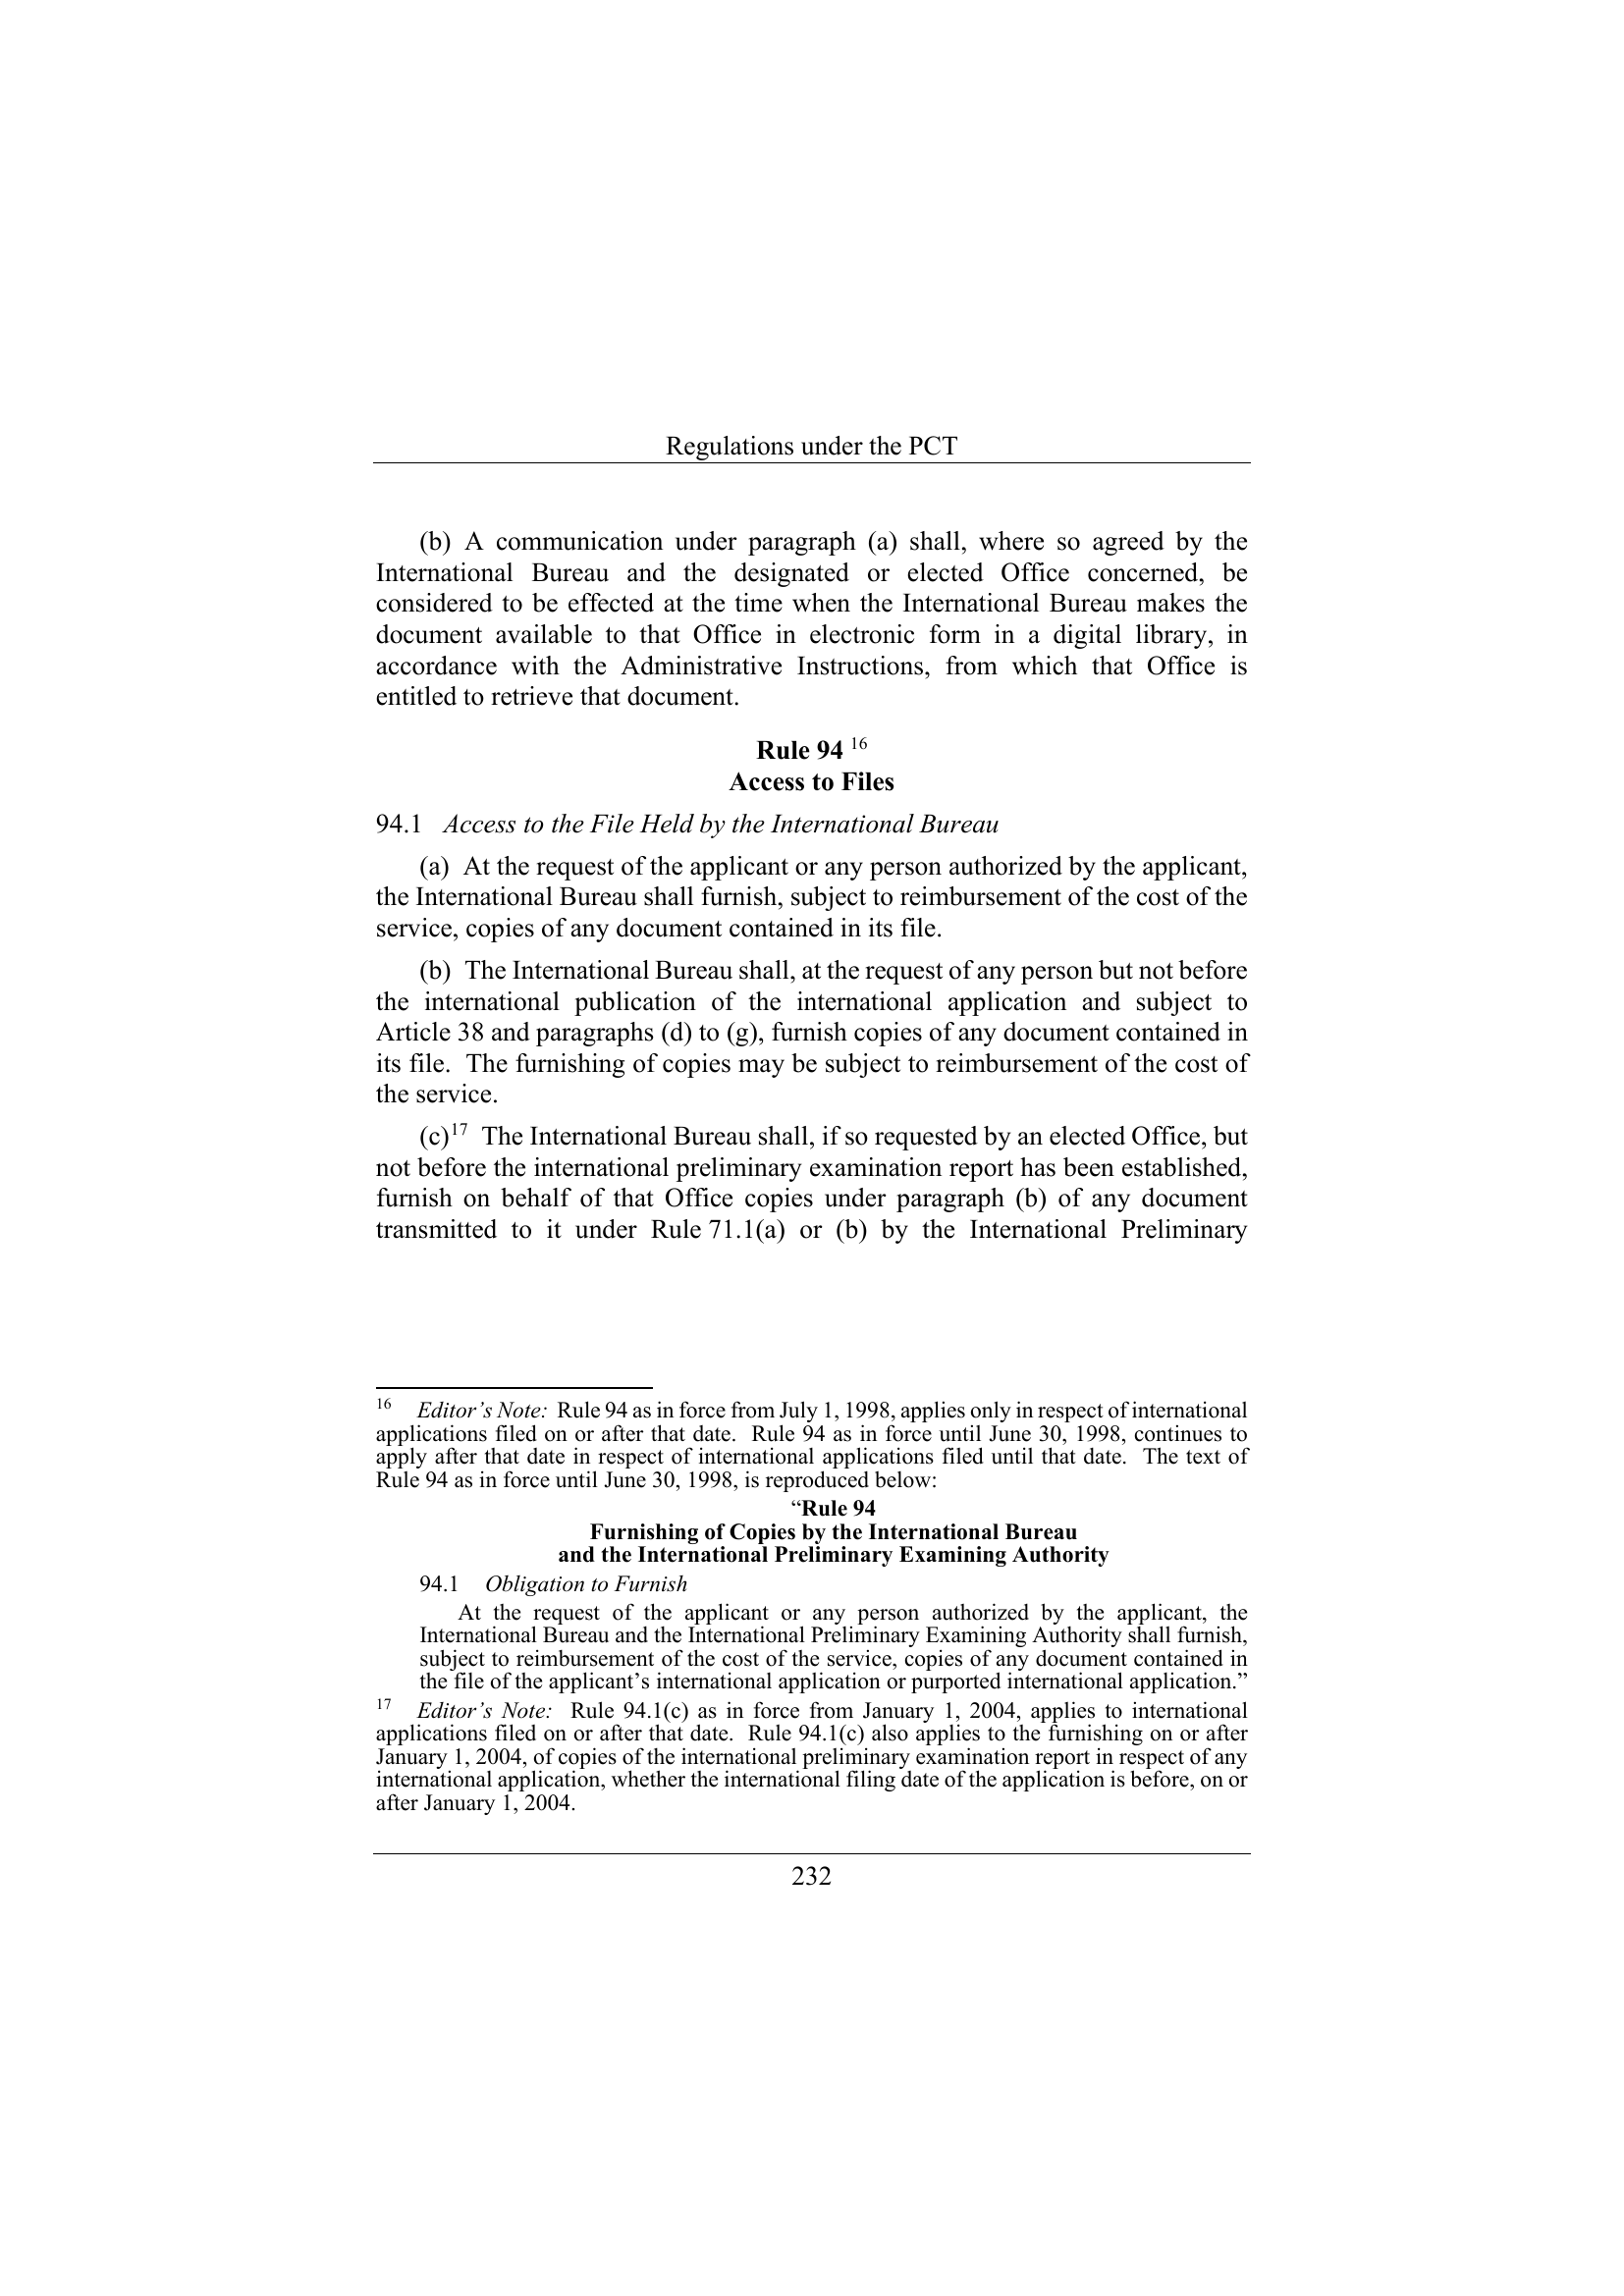 Regulations under the PCT
(b) A communication under paragraph (a) shall, where so agreed by the
International Bureau and the designated or elected Office concerned, be
considered to be effected at the time when the International Bureau makes the
document available to that Office in electronic form in a digital library, in
accordance with the Administrative Instructions, from which that Office is
entitled to retrieve that document.
Rule 94 16
Access to Files
94.1 Access to the File Held by the International Bureau
(a) At the request of the applicant or any person authorized by the applicant,
the International Bureau shall furnish, subject to reimbursement of the cost of the
service, copies of any document contained in its file.
(b) The International Bureau shall, at the request of any person but not before
the international publication of the international application and subject to
Article 38 and paragraphs (d) to (g), furnish copies of any document contained in
its file. The furnishing of copies may be subject to reimbursement of the cost of
the service.
(c)17 The International Bureau shall, if so requested by an elected Office, but
not before the international preliminary examination report has been established,
furnish on behalf of that Office copies under paragraph (b) of any document
transmitted to it under Rule 71.1(a) or (b) by the International Preliminary
16 Editor’s Note: Rule 94 as in force from July 1, 1998, applies only in respect of international
applications filed on or after that date. Rule 94 as in force until June 30, 1998, continues to
apply after that date in respect of international applications filed until that date. The text of
Rule 94 as in force until June 30, 1998, is reproduced below:
“Rule 94
Furnishing of Copies by the International Bureau
and the International Preliminary Examining Authority
94.1 Obligation to Furnish
At the request of the applicant or any person authorized by the applicant, the
International Bureau and the International Preliminary Examining Authority shall furnish,
subject to reimbursement of the cost of the service, copies of any document contained in
the file of the applicant’s international application or purported international application.”
17 Editor’s Note: Rule 94.1(c) as in force from January 1, 2004, applies to international
applications filed on or after that date. Rule 94.1(c) also applies to the furnishing on or after
January 1, 2004, of copies of the international preliminary examination report in respect of any
international application, whether the international filing date of the application is before, on or
after January 1, 2004.
232